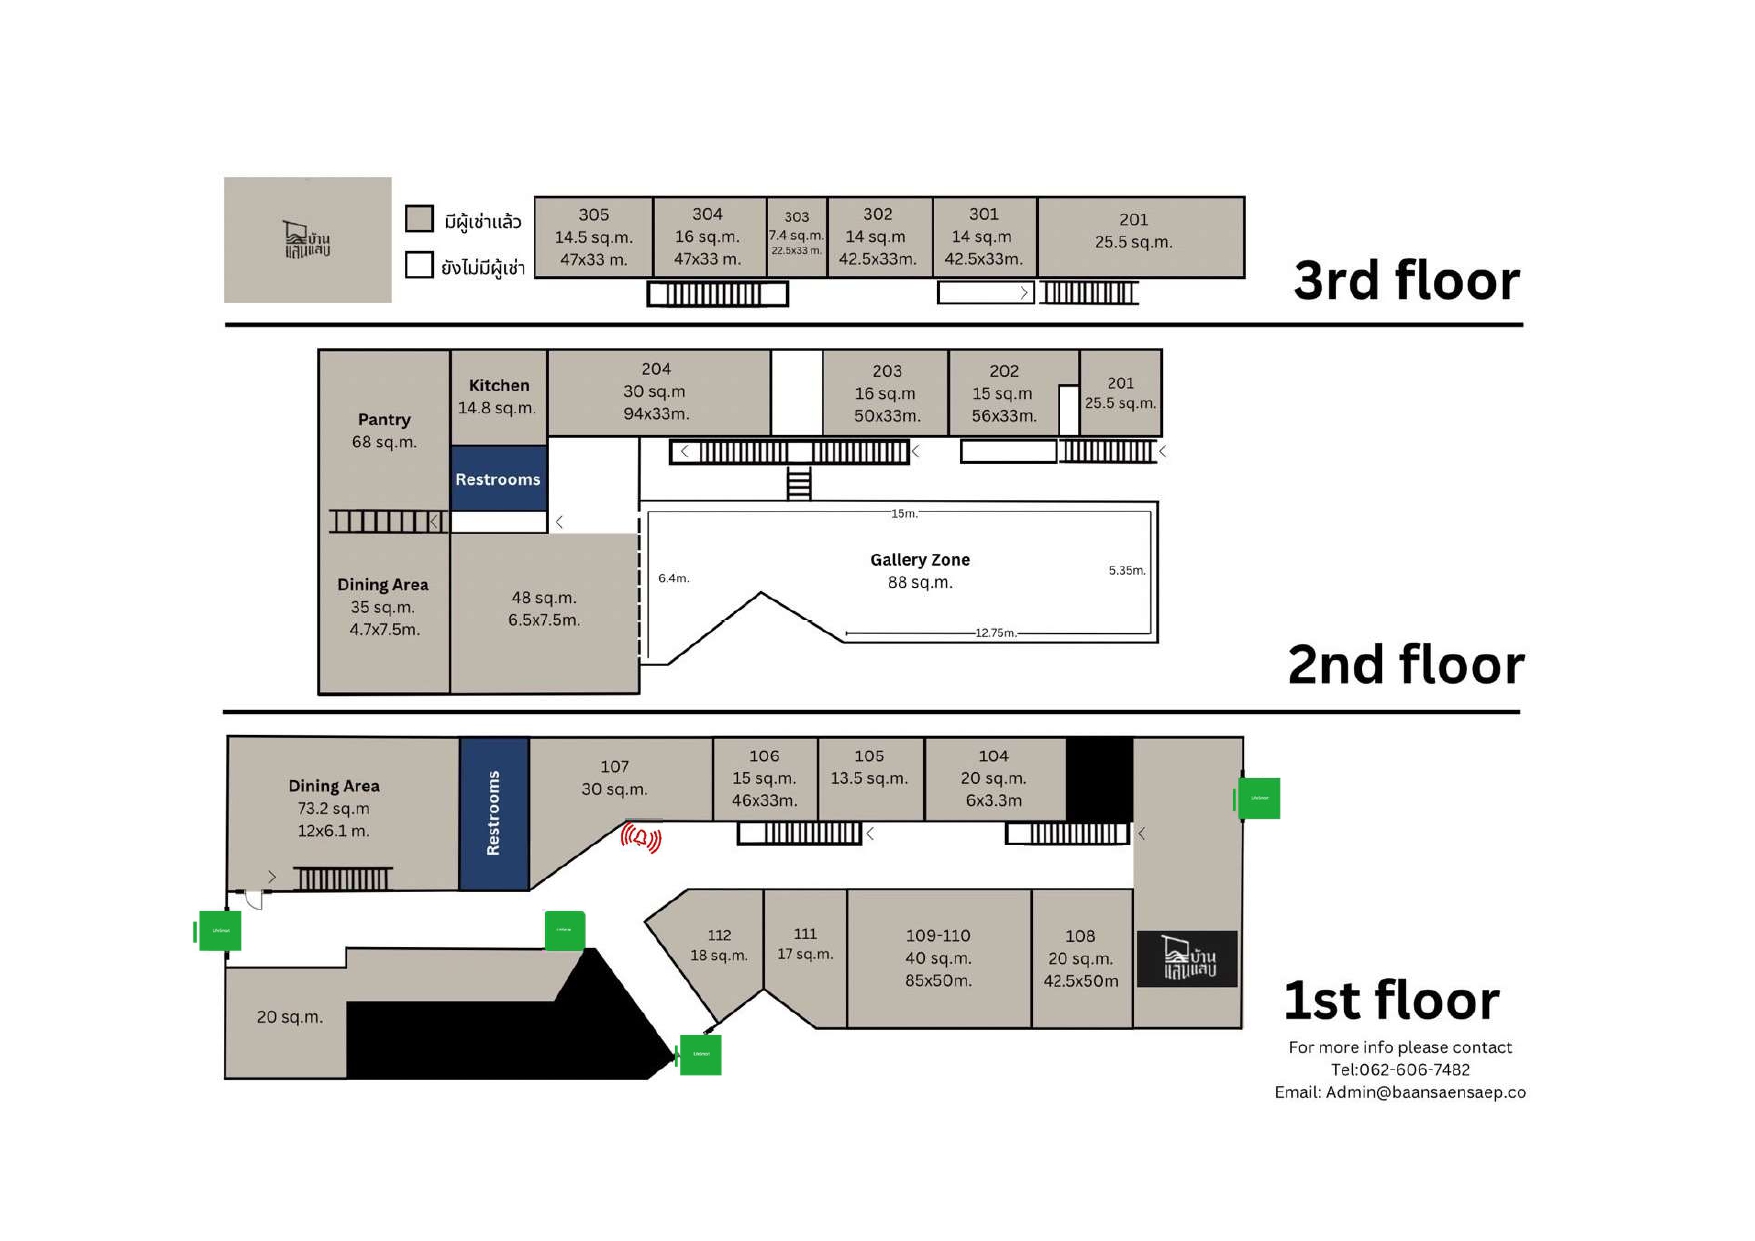 บ้าน
แสนแสบ
มีผู้เช่าแล้ว
ยังไม่มีผู้เช่า
305
14.5 sq.m.
47x33 m.
304
16 sq.m.
47x33 m.
303
7.4 sq.m.
22.5x33 m.
302
14 sq.m
42.5x33m.
301
14 sq.m
42.5x33m.
201
25.5 sq.m.
3rd floor
Pantry
68 sq.m.
Kitchen
14.8 sq.m.
Restrooms
204
30 sq.m
94x33m.
203
16 sq.m
50x33m.
202
15 sq.m
56x33m.
201
25.5 sq.m.
Dining Area
35 sq.m.
4.7x7.5m.
48 sq.m.
6.5x7.5m.
15m.
6.4m.
Gallery Zone
88 sq.m.
5.35m.
12.75m.
2nd floor
Dining Area
73.2 sq.m
12x6.1 m.
Restrooms
107
30 sq.m.
106
15 sq.m.
46x33m.
105
13.5 sq.m.
104
20 sq.m.
6x3.3m
20 sq.m.
112
18 sq.m.
111
17 sq.m.
109-110
40 sq.m.
85x50m.
108
20 sq.m.
42.5x50m
บ้าน
แสนแสบ
1st floor
For more info please contact
Tel:062-606-7482
Email: Admin@baansaensaep.co